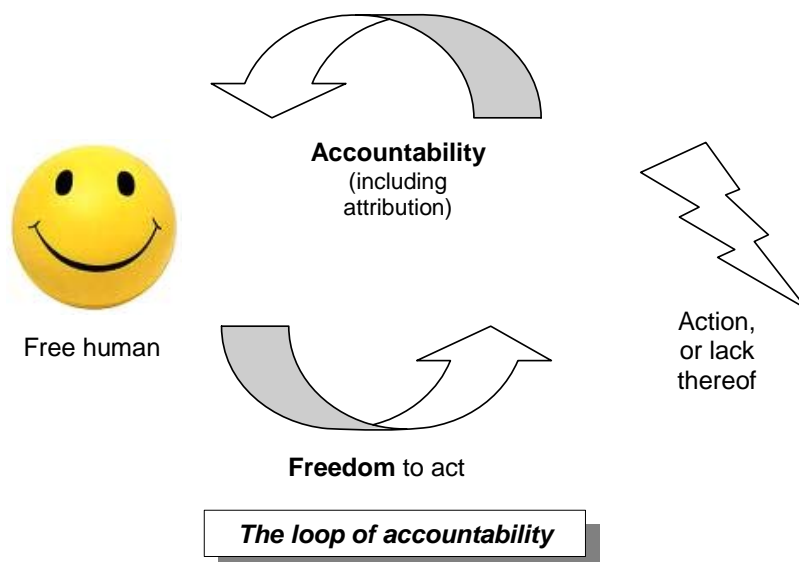 Accountability
(including
attribution)
Free human
Action,
or lack
thereof
Freedom to act
The loop of accountability